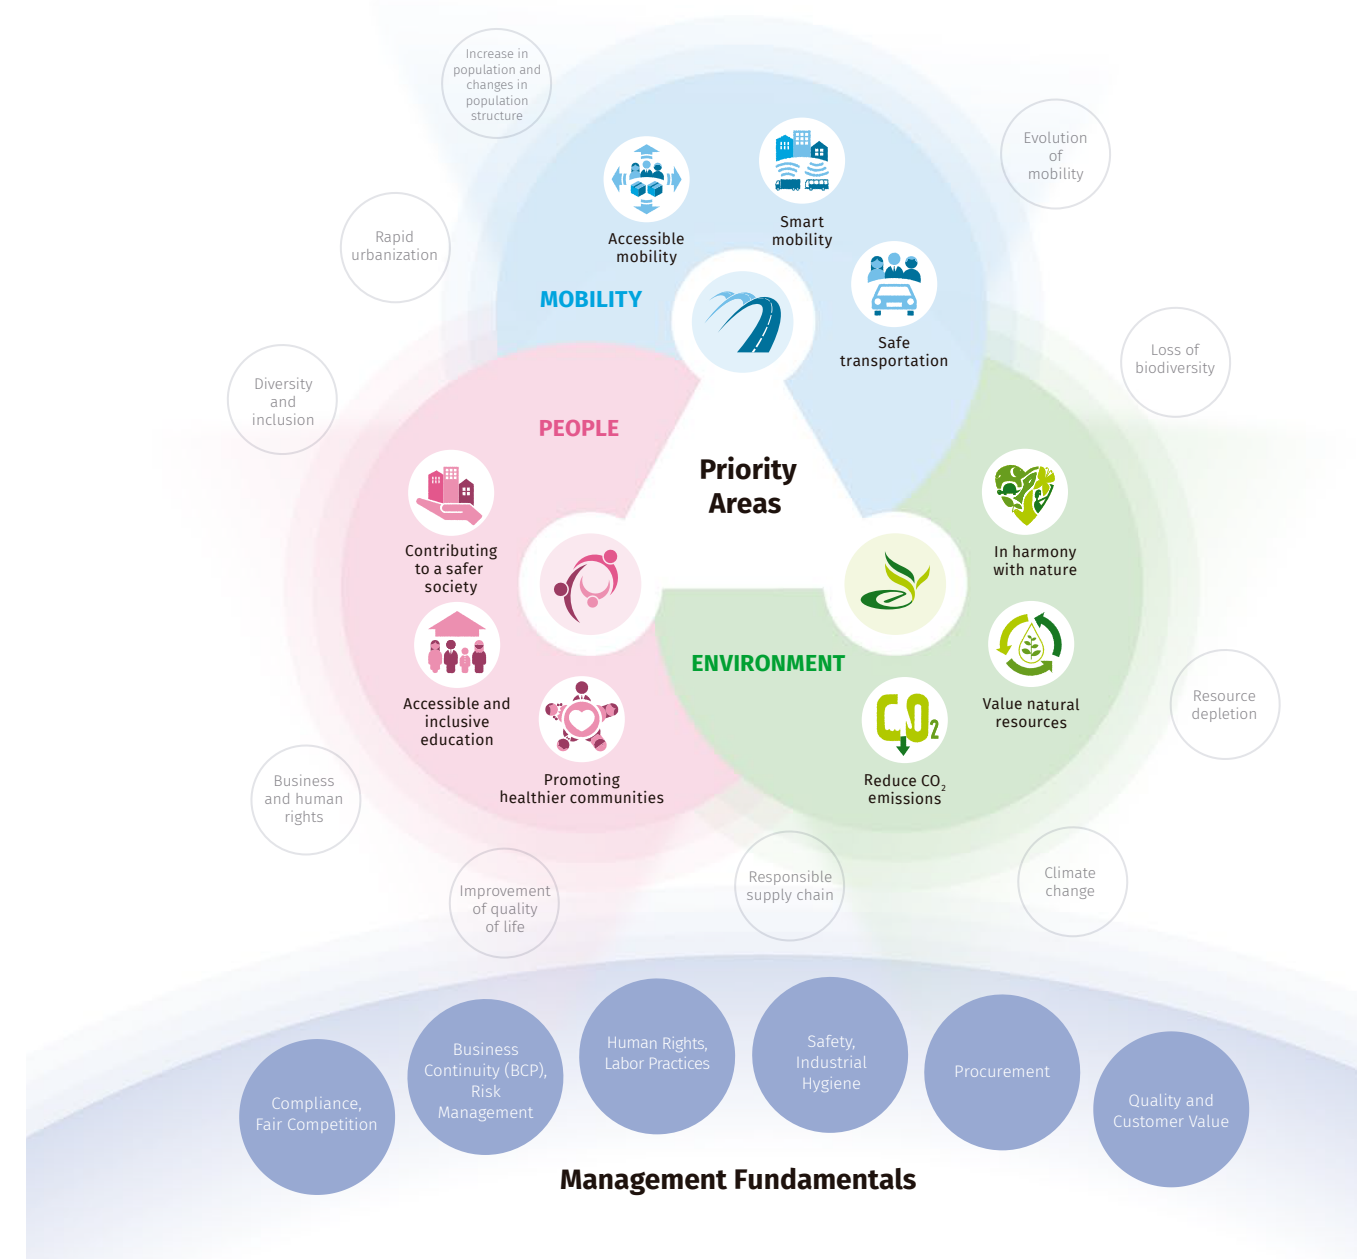 Increase in
population and
changes in
population
structure
Evolution
of
mobility
Rapid
urbanization
Accessible
mobility
Smart
mobility
MOBILITY
Safe
transportation
Loss of
biodiversity
Diversity
and
inclusion
PEOPLE
Priority
Areas
Contributing
to a safer
society
In harmony
with nature
Accessible and
inclusive
education
ENVIRONMENT
Value natural
resources
Resource
depletion
CO2
Promoting
healthier communities
Reduce CO₂
emissions
Business
and human
rights
Improvement
of quality
of life
Responsible
supply chain
Climate
change
Compliance,
Fair Competition
Business
Continuity (BCP),
Risk
Management
Human Rights,
Labor Practices
Safety,
Industrial
Hygiene
Procurement
Quality and
Customer Value
Management Fundamentals